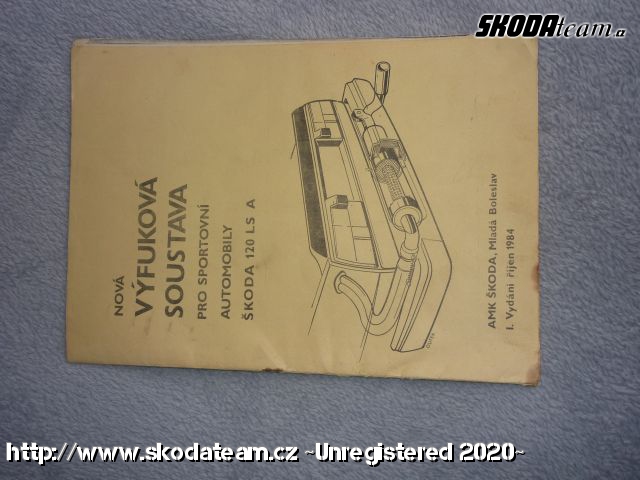 SKODAteam.cz
NOVÁ
VÝFUKOVÁ
SOUSTAVA
PRO SPORTOVNÍ
AUTOMOBILY
ŠKODA 120 LS A
AMK ŠKODA, Mladá Boleslav
I. Vydání říjen 1984
http://www.skodateam.cz ~Unregistered 2020~